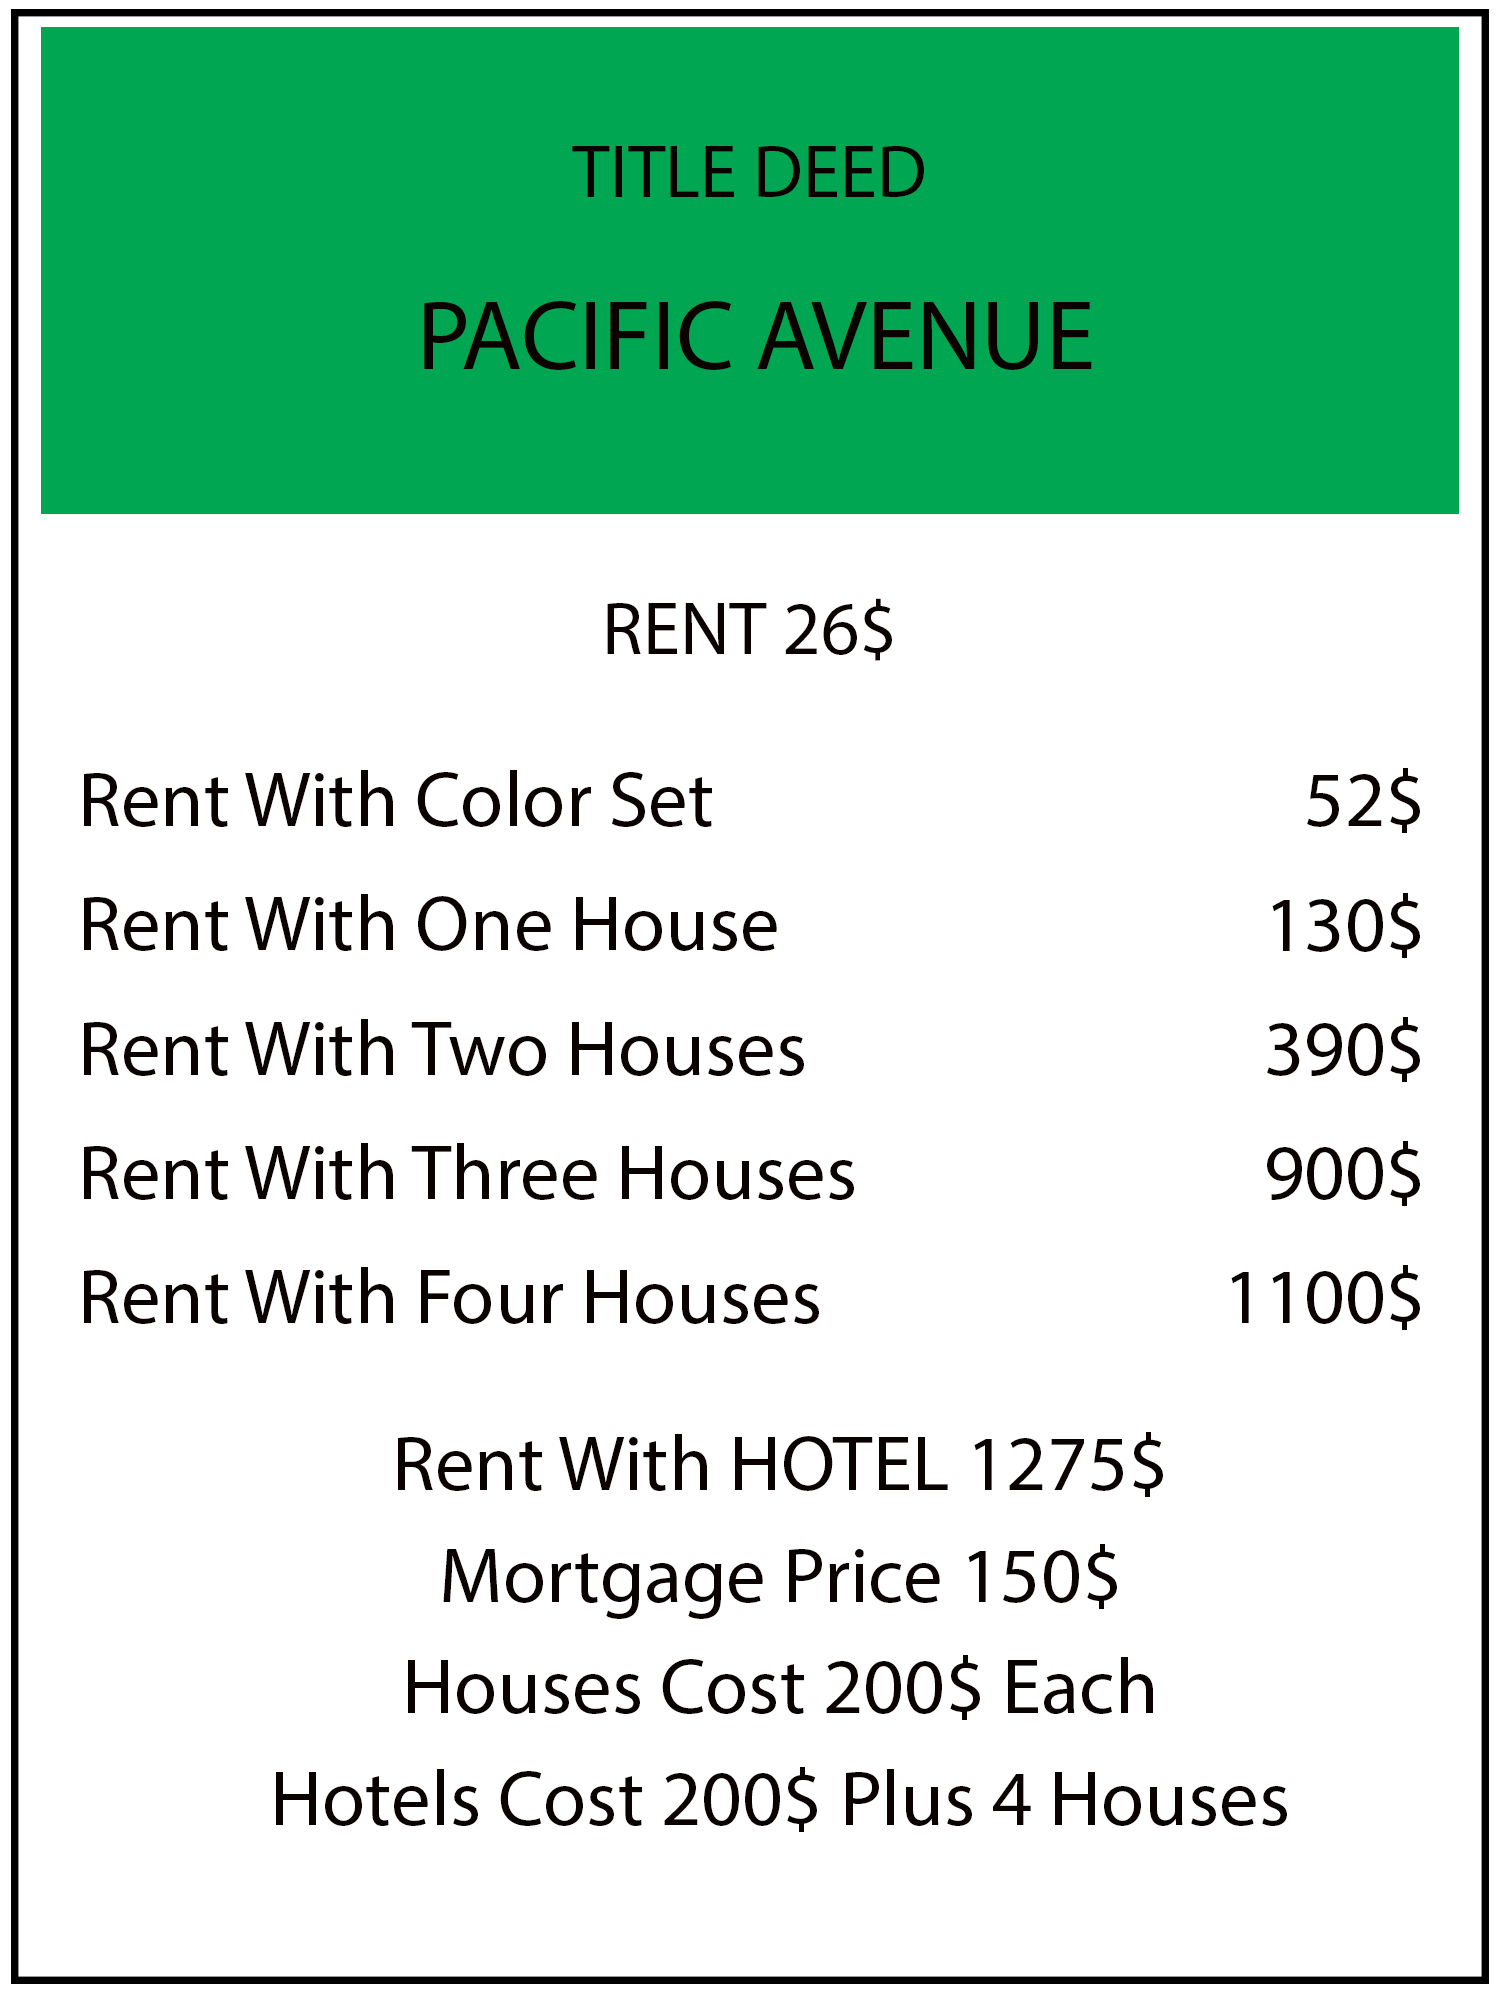 TITLE DEED
PACIFIC AVENUE
RENT 26$
Rent With Color Set 52$
Rent With One House 130$
Rent With Two Houses 390$
Rent With Three Houses 900$
Rent With Four Houses 1100$
Rent With HOTEL 1275$
Mortgage Price 150$
Houses Cost 200$ Each
Hotels Cost 200$ Plus 4 Houses